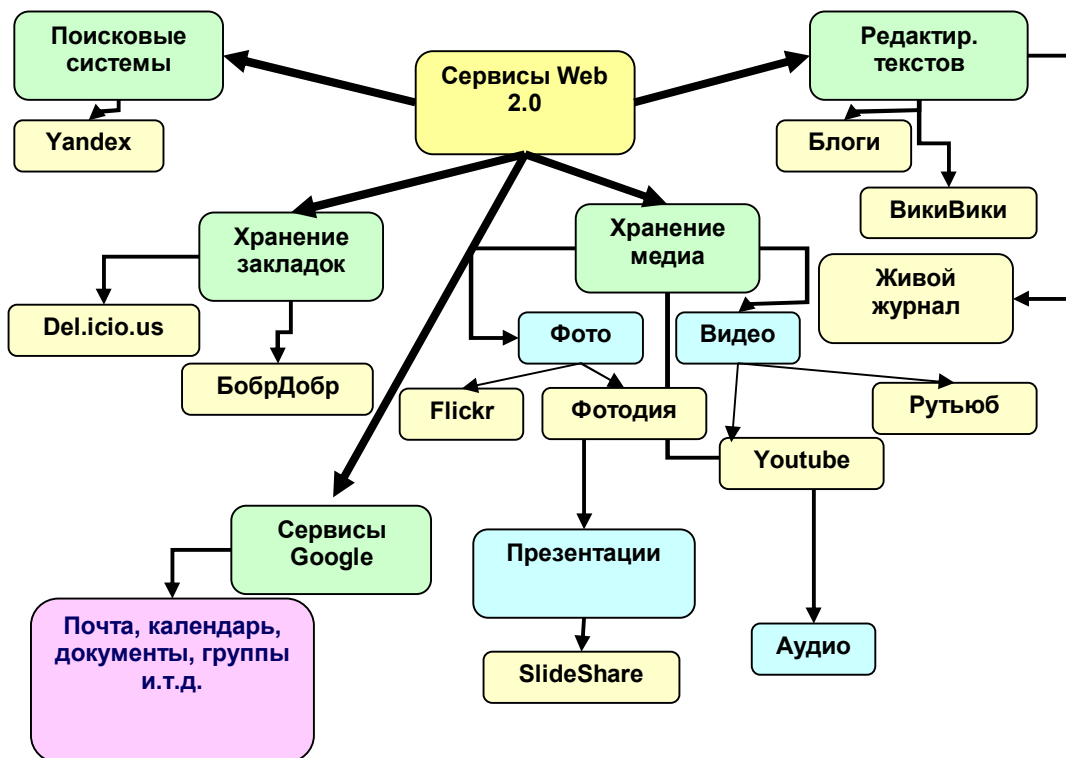 Поисковые
системы
Сервисы Web
2.0
Редактир.
текстов
Yandex
Блоги
ВикиВики
Хранение
закладок
Хранение
медиа
Живой
журнал
Del.icio.us
Фото
Видео
БобрДобр
Flickr
Фотодия
Рутьюб
Youtube
Сервисы
Google
Презентации
Почта, календарь,
документы, группы
и.т.д.
Аудио
SlideShare